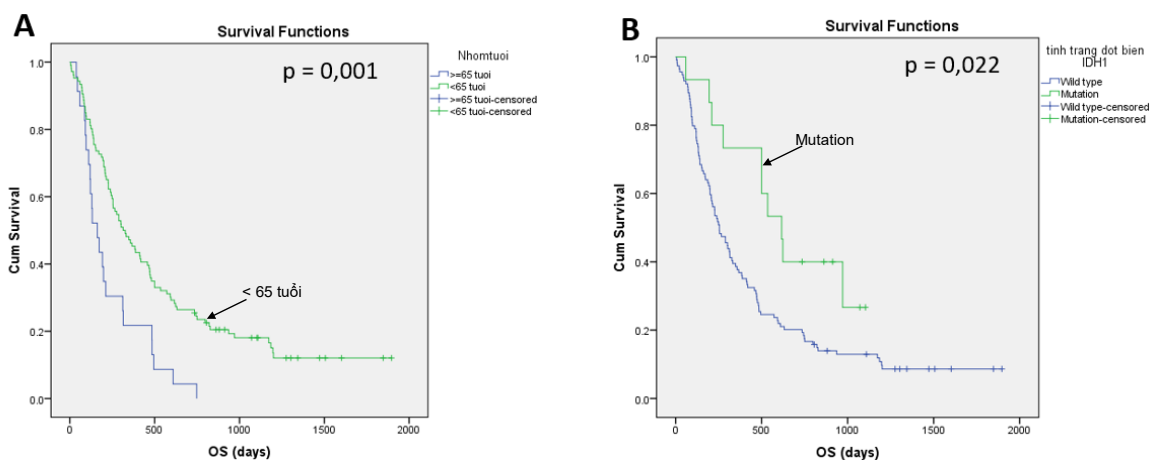 A
Survival Functions
p = 0,001
Nhomtuoi
>=65 tuoi
<65 tuoi
>=65 tuoi-censored
<65 tuoi-censored
Cum Survival
1.0
0.8
0.6
0.4
0.2
0.0
< 65 tuổi
0
500
1000
1500
2000
OS (days)
B
Survival Functions
p = 0,022
tinh trang dot bien
IDH1
Wild type
Mutation
Wild type-censored
Mutation-censored
Cum Survival
1.0
0.8
0.6
0.4
0.2
0.0
Mutation
0
500
1000
1500
2000
OS (days)